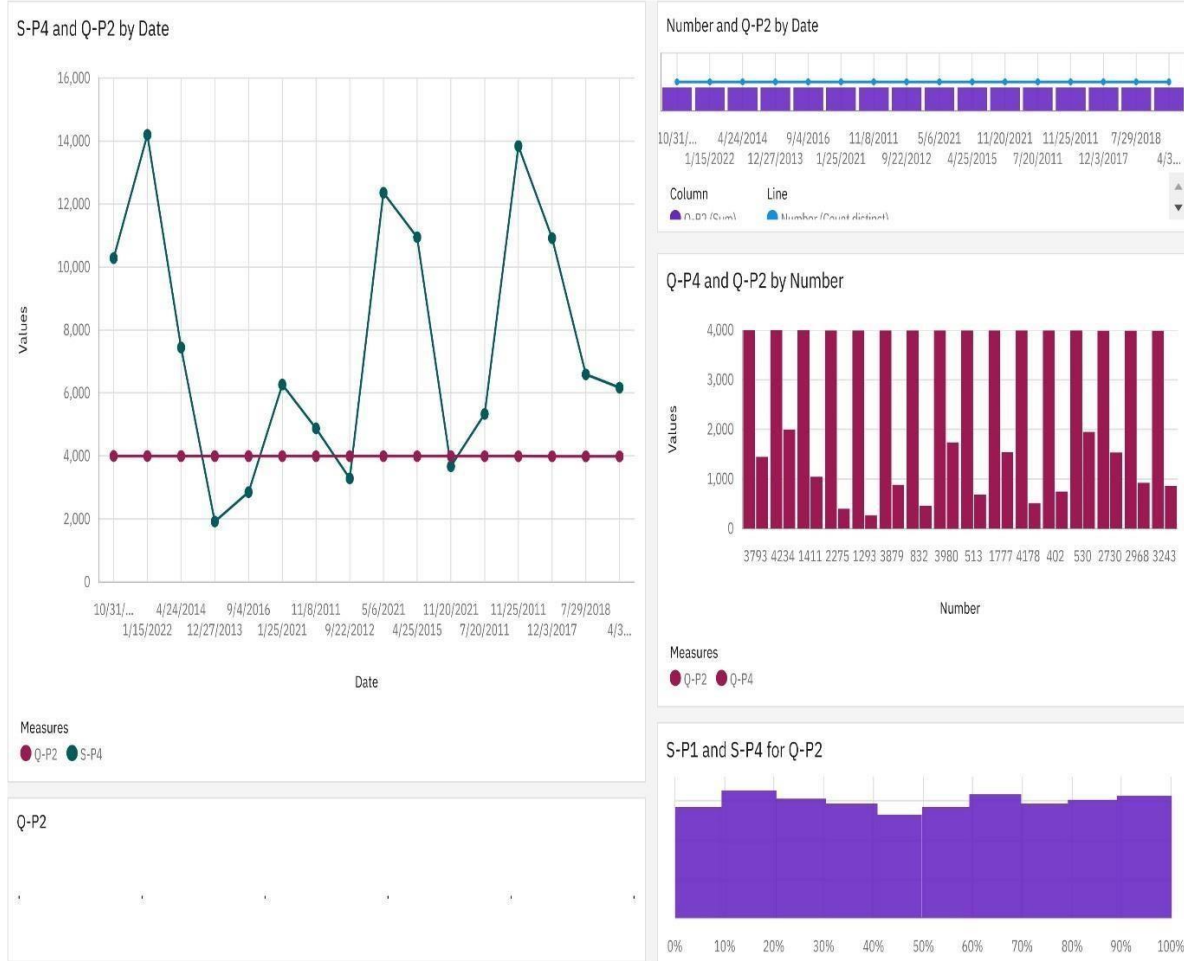 S-P4 and Q-P2 by Date
16,000
14,000
12,000
10,000
8,000
6,000
4,000
2,000
0
Values
10/31/... 4/24/2014 9/4/2016 11/8/2011 5/6/2021 11/20/2021 11/25/2011 7/29/2018
1/15/2022 12/27/2013 1/25/2021 9/22/2012 4/25/2015 7/20/2011 12/3/2017 4/3...
Date
Measures
Q-P2 S-P4
Q-P2
Number and Q-P2 by Date
10/31/... 4/24/2014 9/4/2016 11/8/2011 5/6/2021 11/20/2021 11/25/2011 7/29/2018
1/15/2022 12/27/2013 1/25/2021 9/22/2012 4/25/2015 7/20/2011 12/3/2017 4/3...
Column Line
Q-P2 (Sum) Number (Count distinct)
Q-P4 and Q-P2 by Number
4,000
3,000
2,000
1,000
0
Values
3793 4234 1411 2275 1293 3879 832 3980 513 1777 4178 402 530 2730 2968 3243
Number
Measures
Q-P2 Q-P4
S-P1 and S-P4 for Q-P2
0% 10% 20% 30% 40% 50% 60% 70% 80% 90% 100%